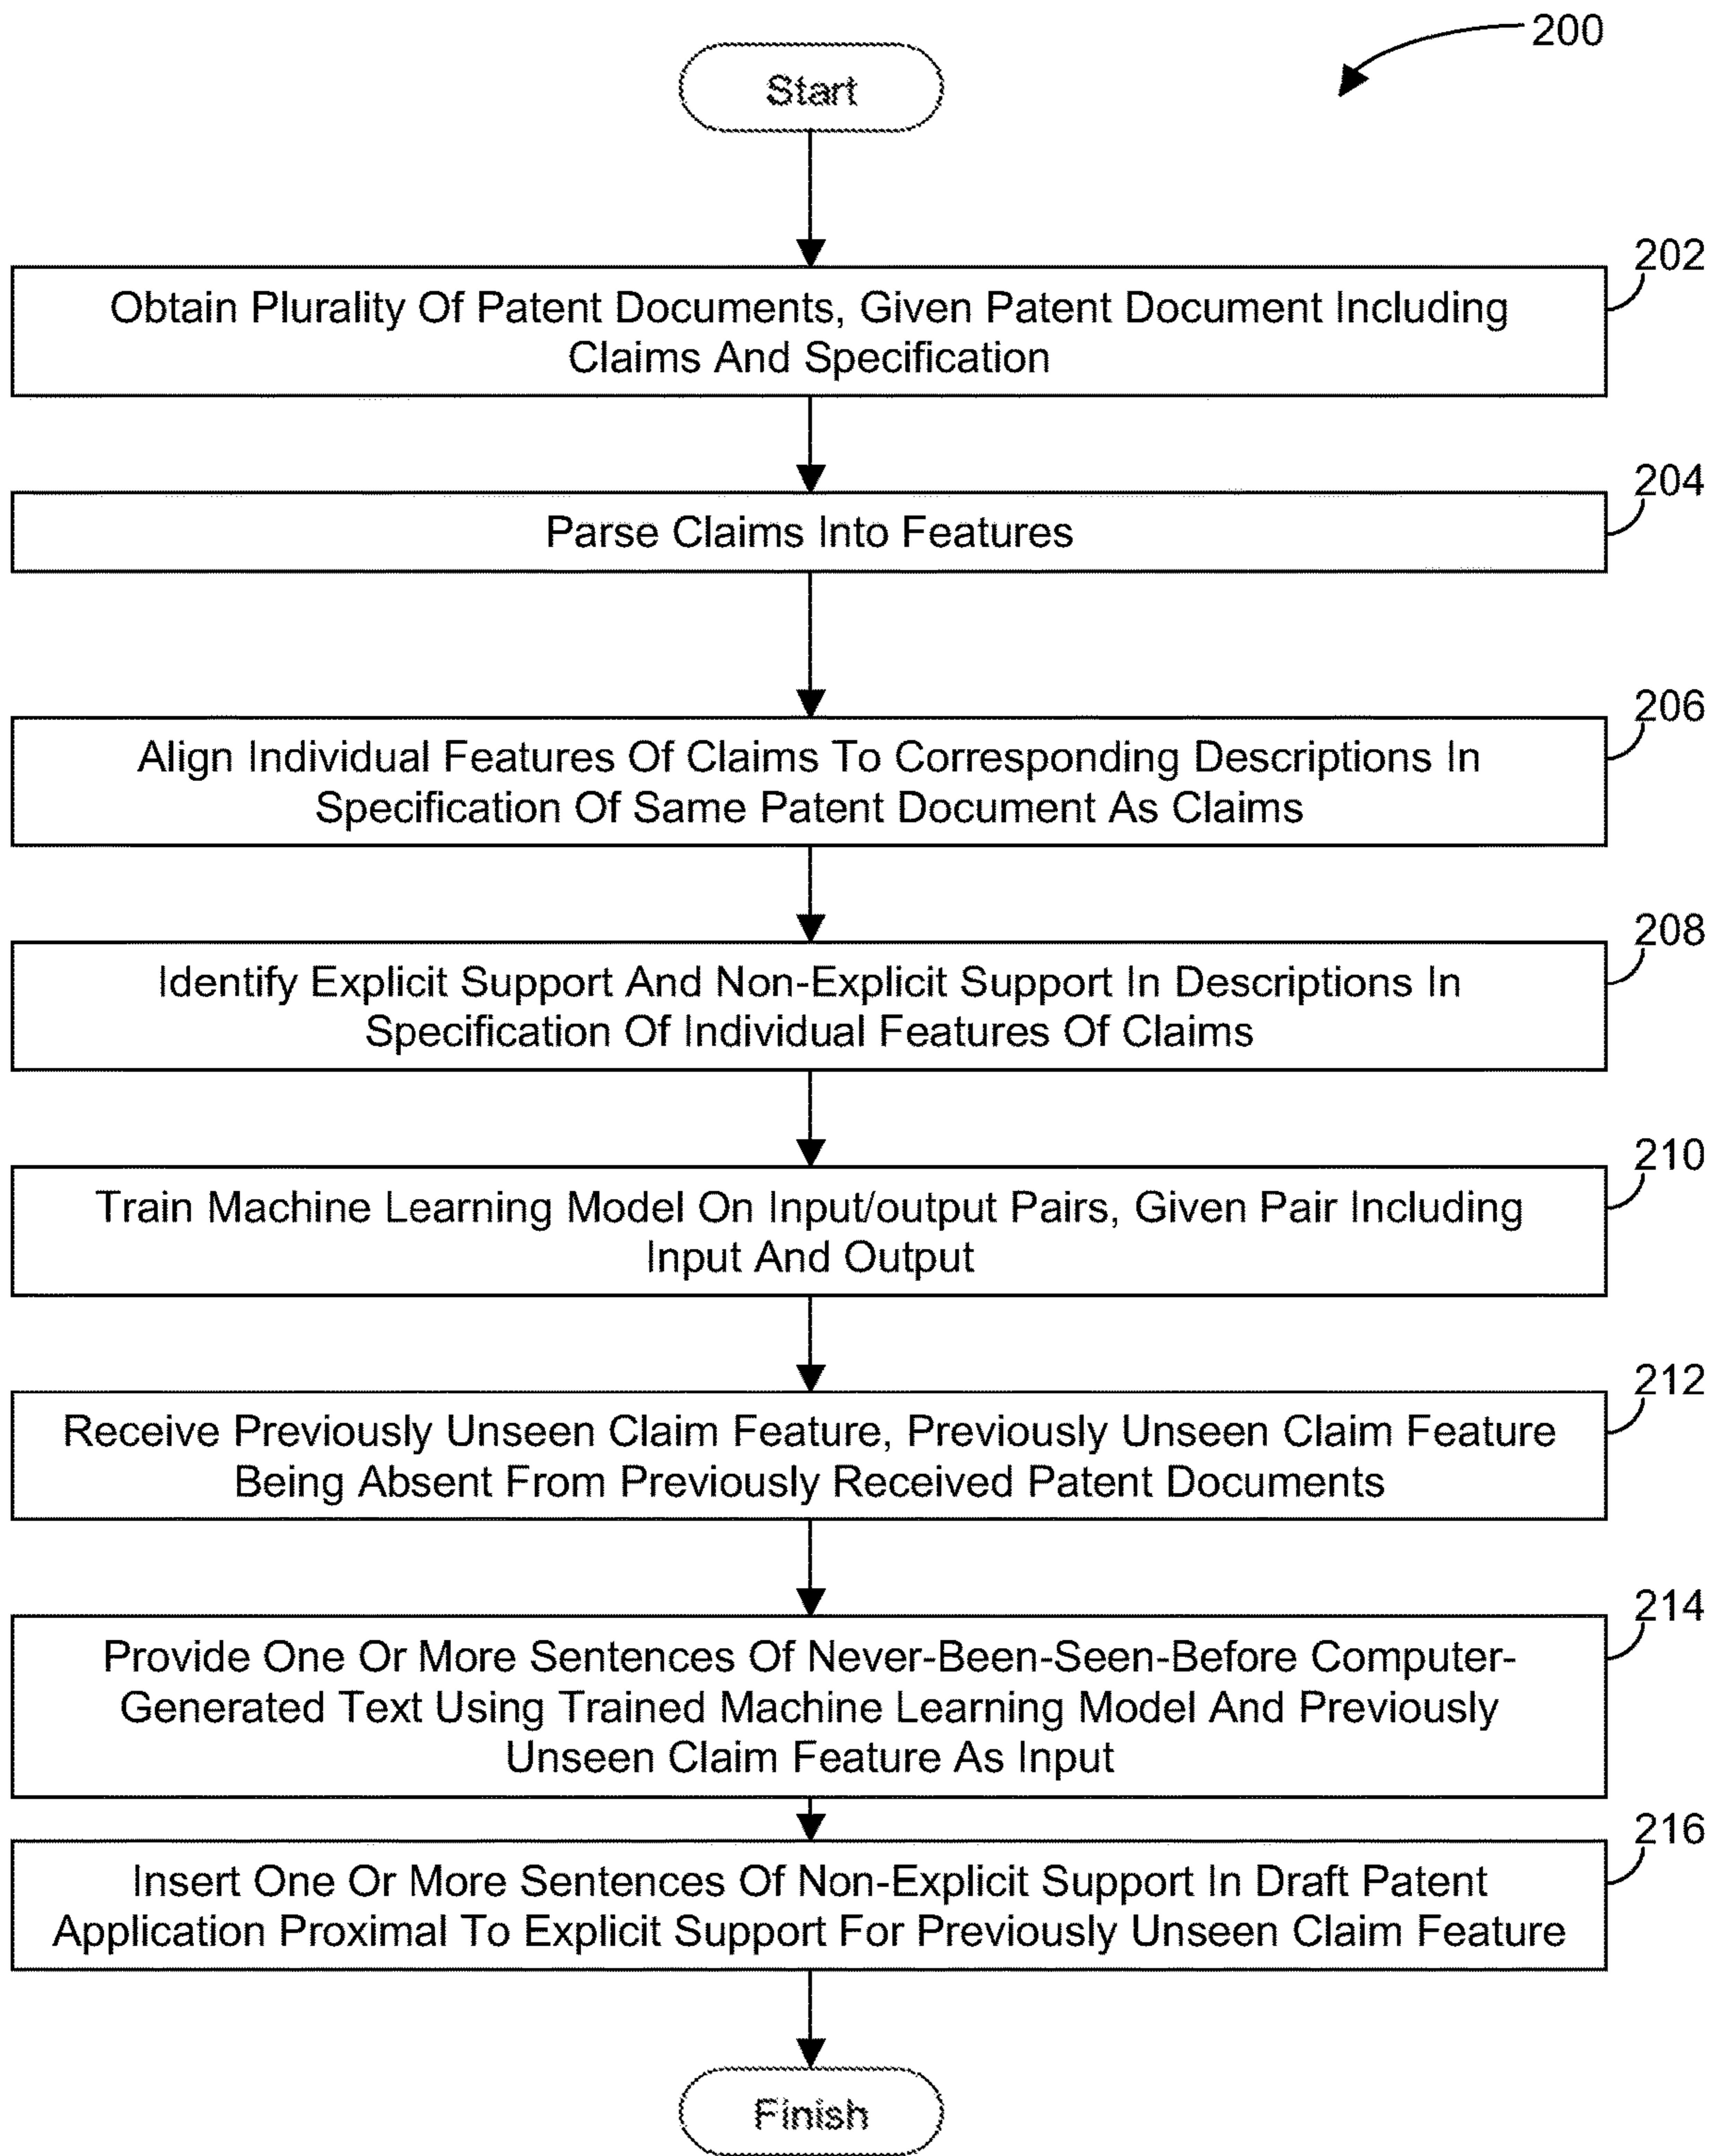 200
Start
202
Obtain Plurality Of Patent Documents, Given Patent Document Including
Claims And Specification
204
Parse Claims Into Features
206
Align Individual Features Of Claims To Corresponding Descriptions In
Specification Of Same Patent Document As Claims
208
Identify Explicit Support And Non-Explicit Support In Descriptions In
Specification Of Individual Features Of Claims
210
Train Machine Learning Model On Input/output Pairs, Given Pair Including
Input And Output
212
Receive Previously Unseen Claim Feature, Previously Unseen Claim Feature
Being Absent From Previously Received Patent Documents
214
Provide One Or More Sentences Of Never-Been-Seen-Before Computer-
Generated Text Using Trained Machine Learning Model And Previously
Unseen Claim Feature As Input
216
Insert One Or More Sentences Of Non-Explicit Support In Draft Patent
Application Proximal To Explicit Support For Previously Unseen Claim Feature
Finish